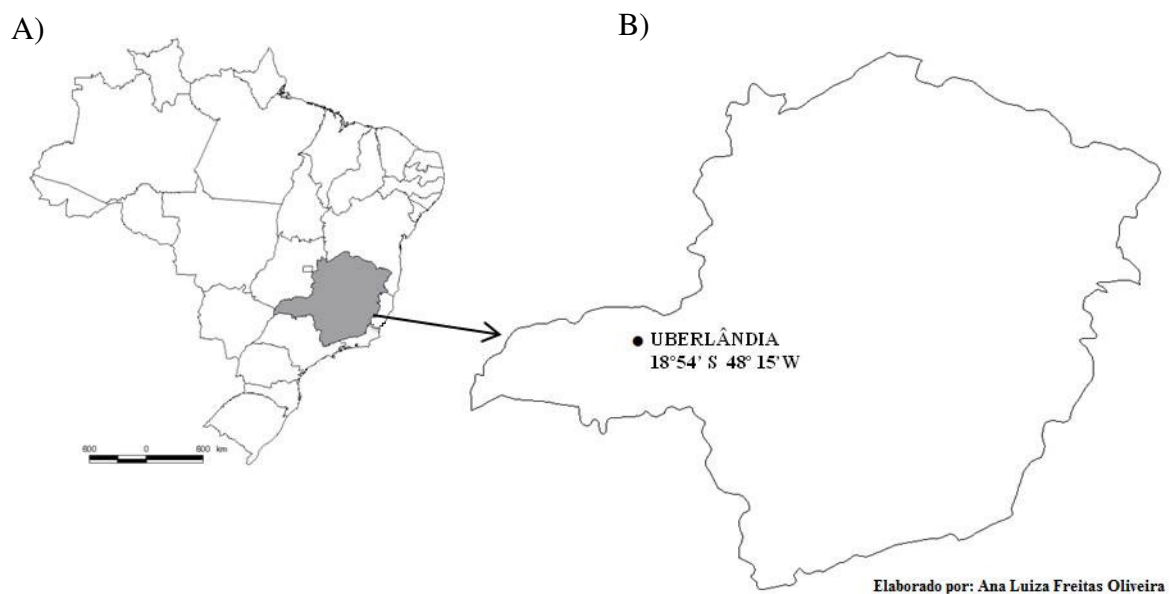 A)
B)
UBERLÂNDIA
18°54' S 48° 15'W
600 0 600 km
Elaborado por: Ana Luiza Freitas Oliveira